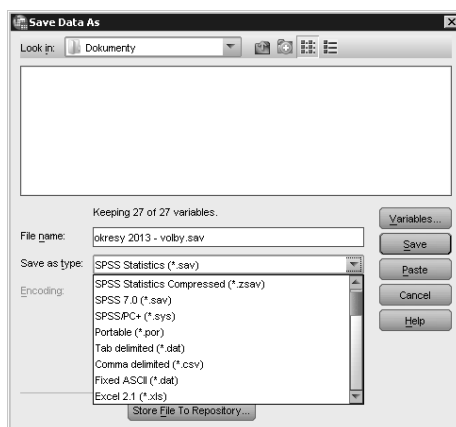 Save Data As
Look in: Dokumenty
Keeping 27 of 27 variables.
Variables...
File name: okresy 2013 - volby.sav
Save
Save as type: SPSS Statistics (*.sav)
Paste
Encoding:
SPSS Statistics Compressed (*.zsav)
Cancel
SPSS 7.0 (*.sav)
SPSS/PC+ (*.sys)
Help
Portable (*.por)
Tab delimited (*.dat)
Comma delimited (*.csv)
Fixed ASCII (*.dat)
Excel 2.1 (*.xls)
Store File To Repository...